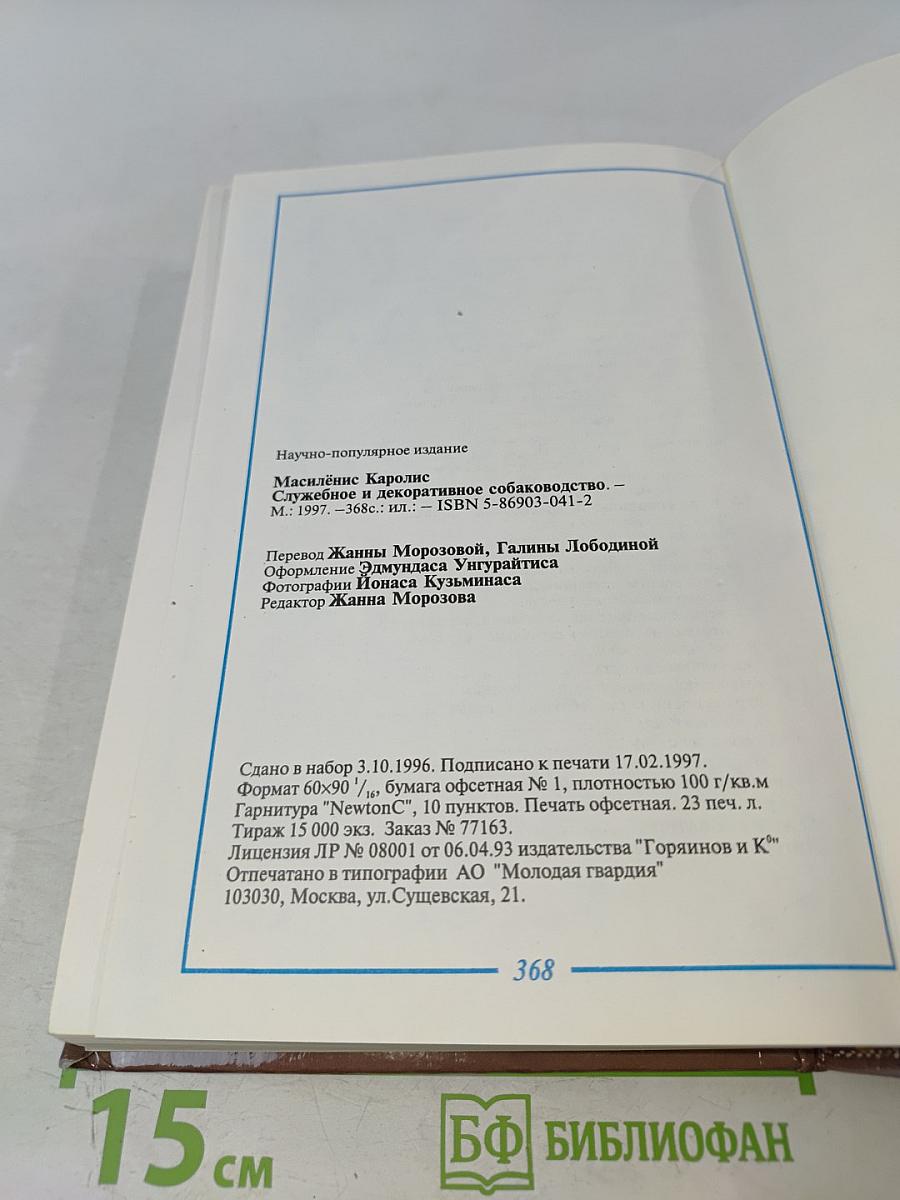 Научно-популярное издание
Масилёнис Каролис
Служебное и декоративное собаководство. –
М.: 1997. –368с.: ил.: – ISBN 5-86903-041-2
Перевод Жанны Морозовой, Галины Лободиной
Оформление Эдмундаса Унгурайтиса
Фотографии Йонаса Кузьминаса
Редактор Жанна Морозова
Сдано в набор 3.10.1996. Подписано к печати 17.02.1997.
Формат 60×90 1/16, бумага офсетная № 1, плотностью 100 г/кв.м
Гарнитура "NewtonC", 10 пунктов. Печать офсетная. 23 печ. л.
Тираж 15 000 экз. Заказ № 77163.
Лицензия ЛР № 08001 от 06.04.93 издательства "Горяинов и К⁰"
Отпечатано в типографии АО "Молодая гвардия"
103030, Москва, ул.Сущевская, 21.
368
15 см
БФ БИБЛИОФАН